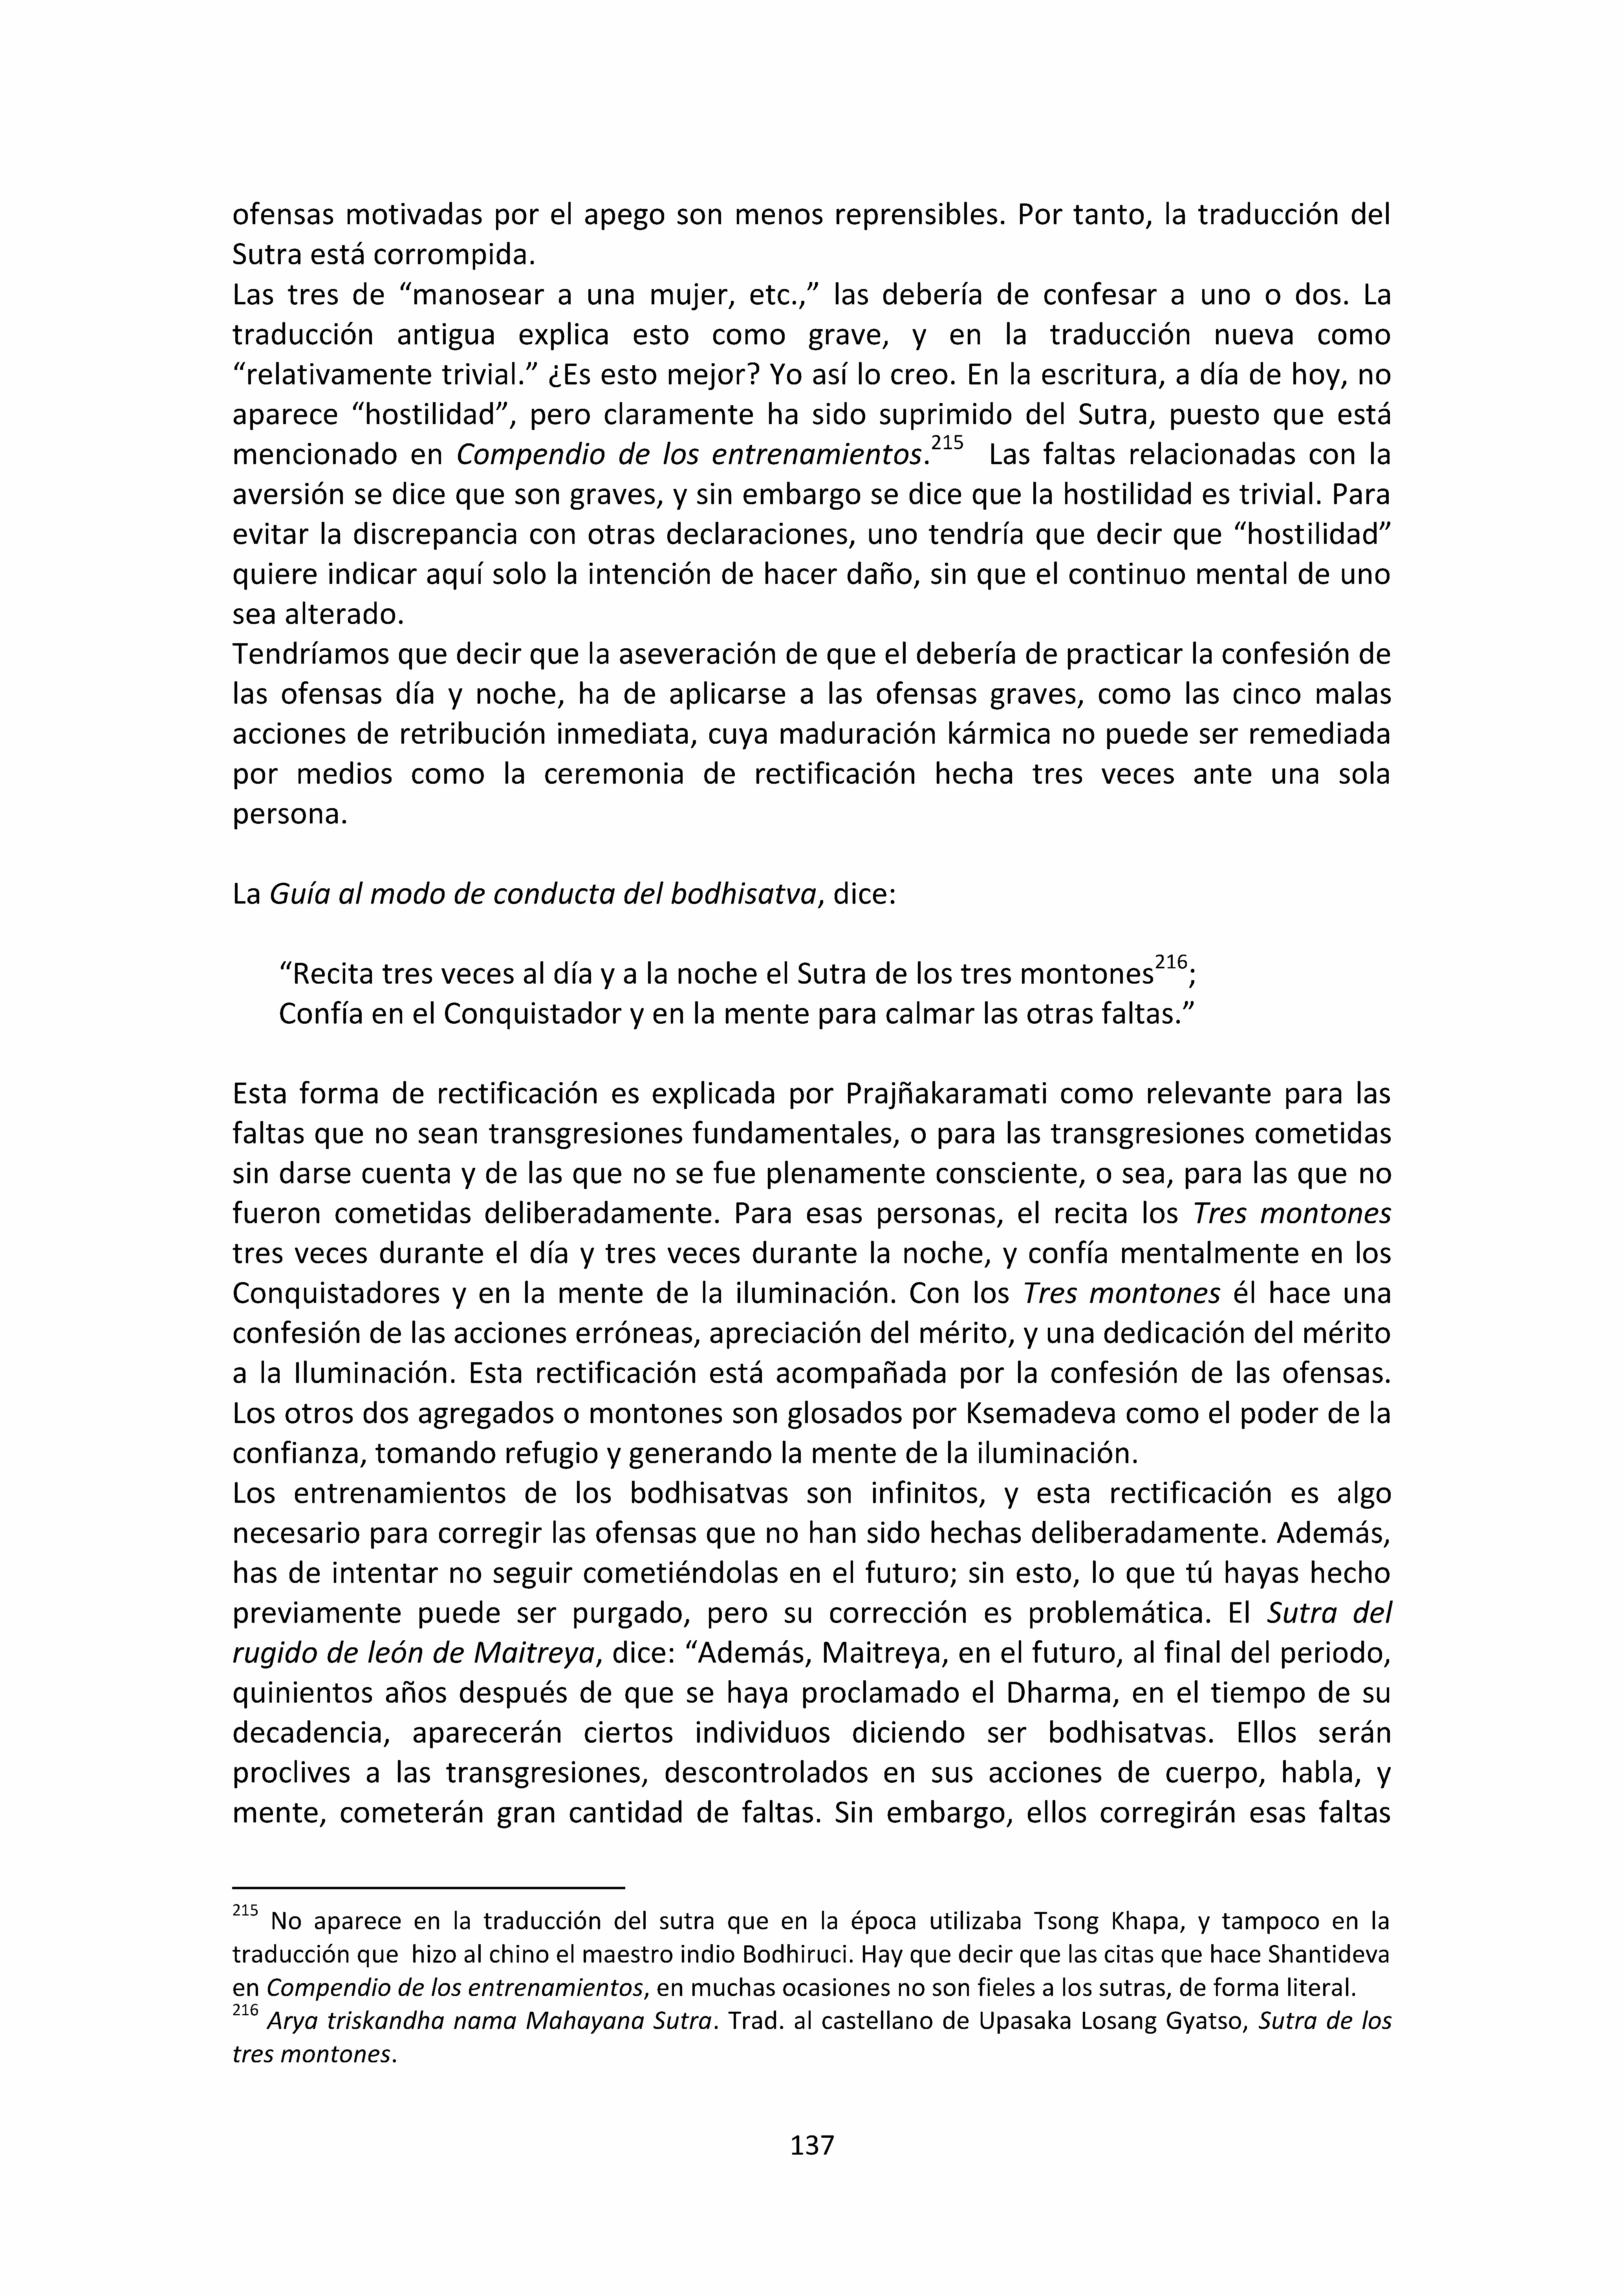 ofensas motivadas por el apego son menos reprensibles. Por tanto, la traducción del
Sutra está corrompida.
Las tres de “manosear a una mujer, etc.,” las debería de confesar a uno o dos. La
traducción antigua explica esto como grave, y en la traducción nueva como
“relativamente trivial.” ¿Es esto mejor? Yo así lo creo. En la escritura, a día de hoy, no
aparece “hostilidad”, pero claramente ha sido suprimido del Sutra, puesto que está
mencionado en Compendio de los entrenamientos.215 Las faltas relacionadas con la
aversión se dice que son graves, y sin embargo se dice que la hostilidad es trivial. Para
evitar la discrepancia con otras declaraciones, uno tendría que decir que “hostilidad”
quiere indicar aquí solo la intención de hacer daño, sin que el continuo mental de uno
sea alterado.
Tendríamos que decir que la aseveración de que el debería de practicar la confesión de
las ofensas día y noche, ha de aplicarse a las ofensas graves, como las cinco malas
acciones de retribución inmediata, cuya maduración kármica no puede ser remediada
por medios como la ceremonia de rectificación hecha tres veces ante una sola
persona.
La Guía al modo de conducta del bodhisatva, dice:
“Recita tres veces al día y a la noche el Sutra de los tres montones216;
Confía en el Conquistador y en la mente para calmar las otras faltas.”
Esta forma de rectificación es explicada por Prajñakaramati como relevante para las
faltas que no sean transgresiones fundamentales, o para las transgresiones cometidas
sin darse cuenta y de las que no se fue plenamente consciente, o sea, para las que no
fueron cometidas deliberadamente. Para esas personas, el recita los Tres montones
tres veces durante el día y tres veces durante la noche, y confía mentalmente en los
Conquistadores y en la mente de la iluminación. Con los Tres montones él hace una
confesión de las acciones erróneas, apreciación del mérito, y una dedicación del mérito
a la Iluminación. Esta rectificación está acompañada por la confesión de las ofensas.
Los otros dos agregados o montones son glosados por Ksemadeva como el poder de la
confianza, tomando refugio y generando la mente de la iluminación.
Los entrenamientos de los bodhisatvas son infinitos, y esta rectificación es algo
necesario para corregir las ofensas que no han sido hechas deliberadamente. Además,
has de intentar no seguir cometiéndolas en el futuro; sin esto, lo que tú hayas hecho
previamente puede ser purgado, pero su corrección es problemática. El Sutra del
rugido de león de Maitreya, dice: “Además, Maitreya, en el futuro, al final del periodo,
quinientos años después de que se haya proclamado el Dharma, en el tiempo de su
decadencia, aparecerán ciertos individuos diciendo ser bodhisatvas. Ellos serán
proclives a las transgresiones, descontrolados en sus acciones de cuerpo, habla, y
mente, cometerán gran cantidad de faltas. Sin embargo, ellos corregirán esas faltas
215 No aparece en la traducción del sutra que en la época utilizaba Tsong Khapa, y tampoco en la
traducción que hizo al chino el maestro indio Bodhiruci. Hay que decir que las citas que hace Shantideva
en Compendio de los entrenamientos, en muchas ocasiones no son fieles a los sutras, de forma literal.
216 Arya triskandha nama Mahayana Sutra. Trad. al castellano de Upasaka Losang Gyatso, Sutra de los
tres montones.
137